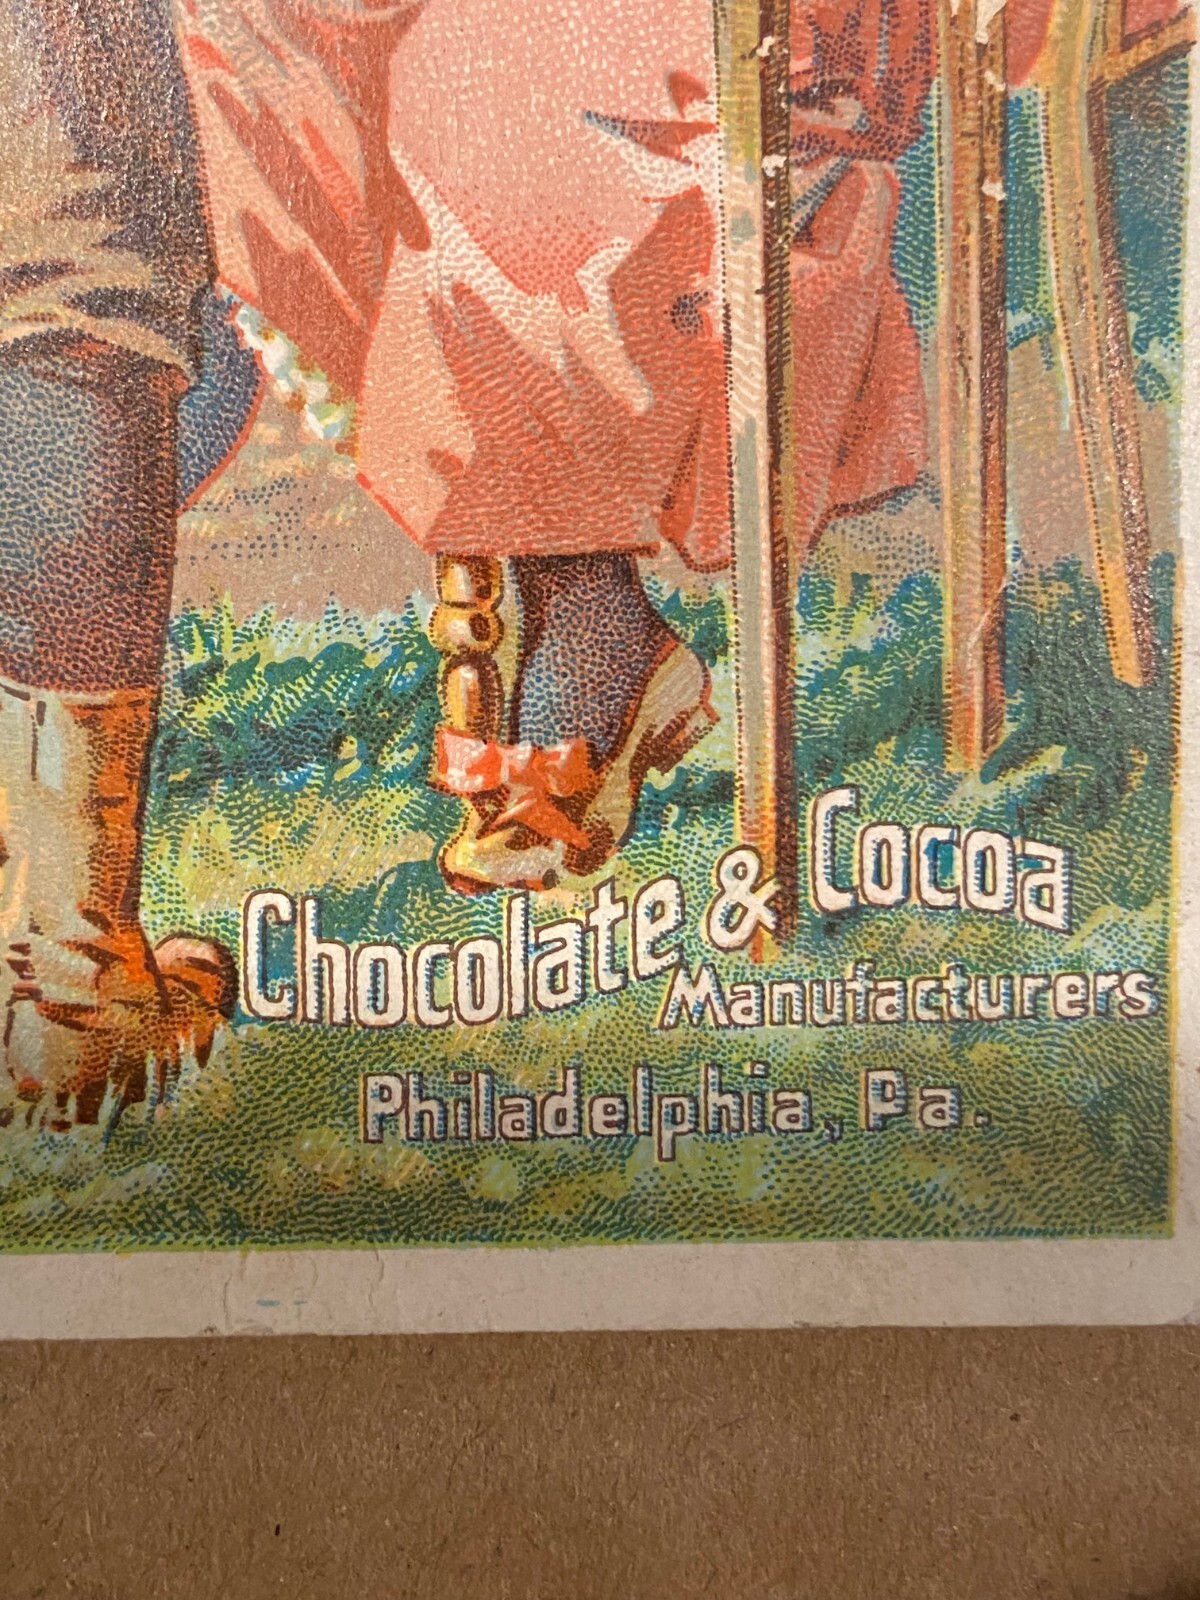 Chocolate & Cocoa
Manufacturers
Philadelphia, Pa.